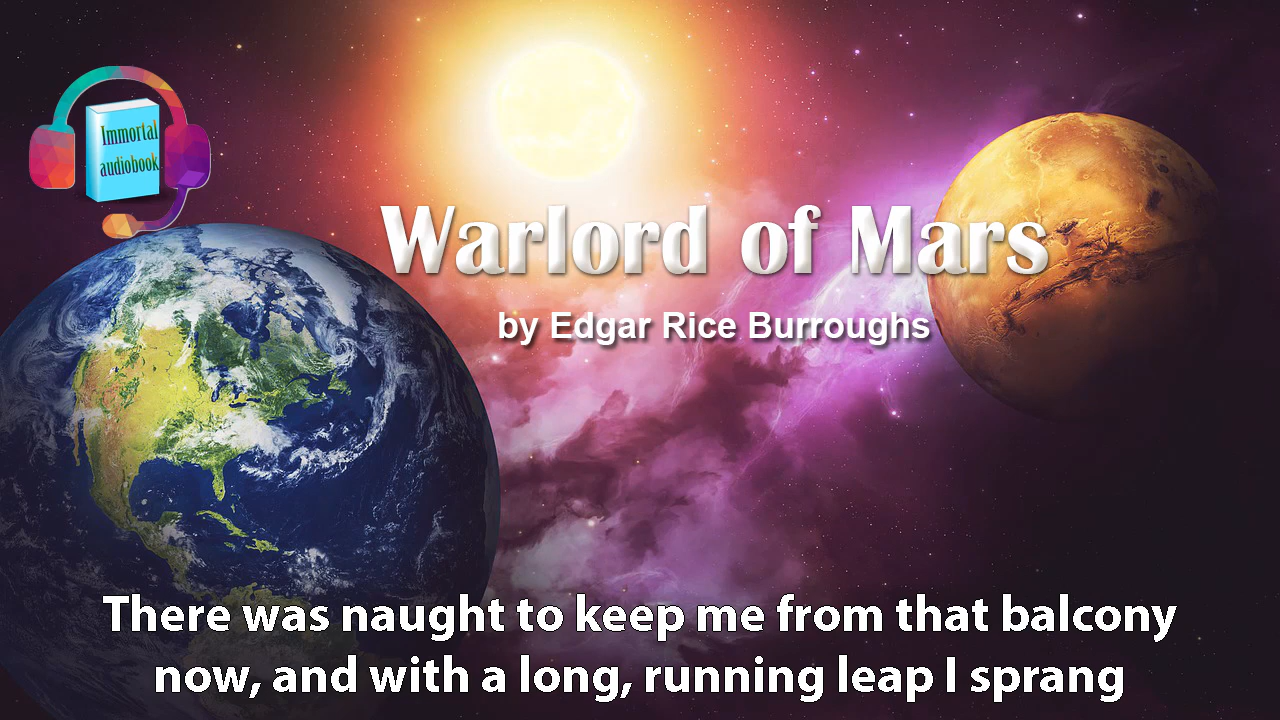 Immortal
audiobook
Warlord of Mars
by Edgar Rice Burroughs
There was naught to keep me from that balcony
now, and with a long, running leap I sprang